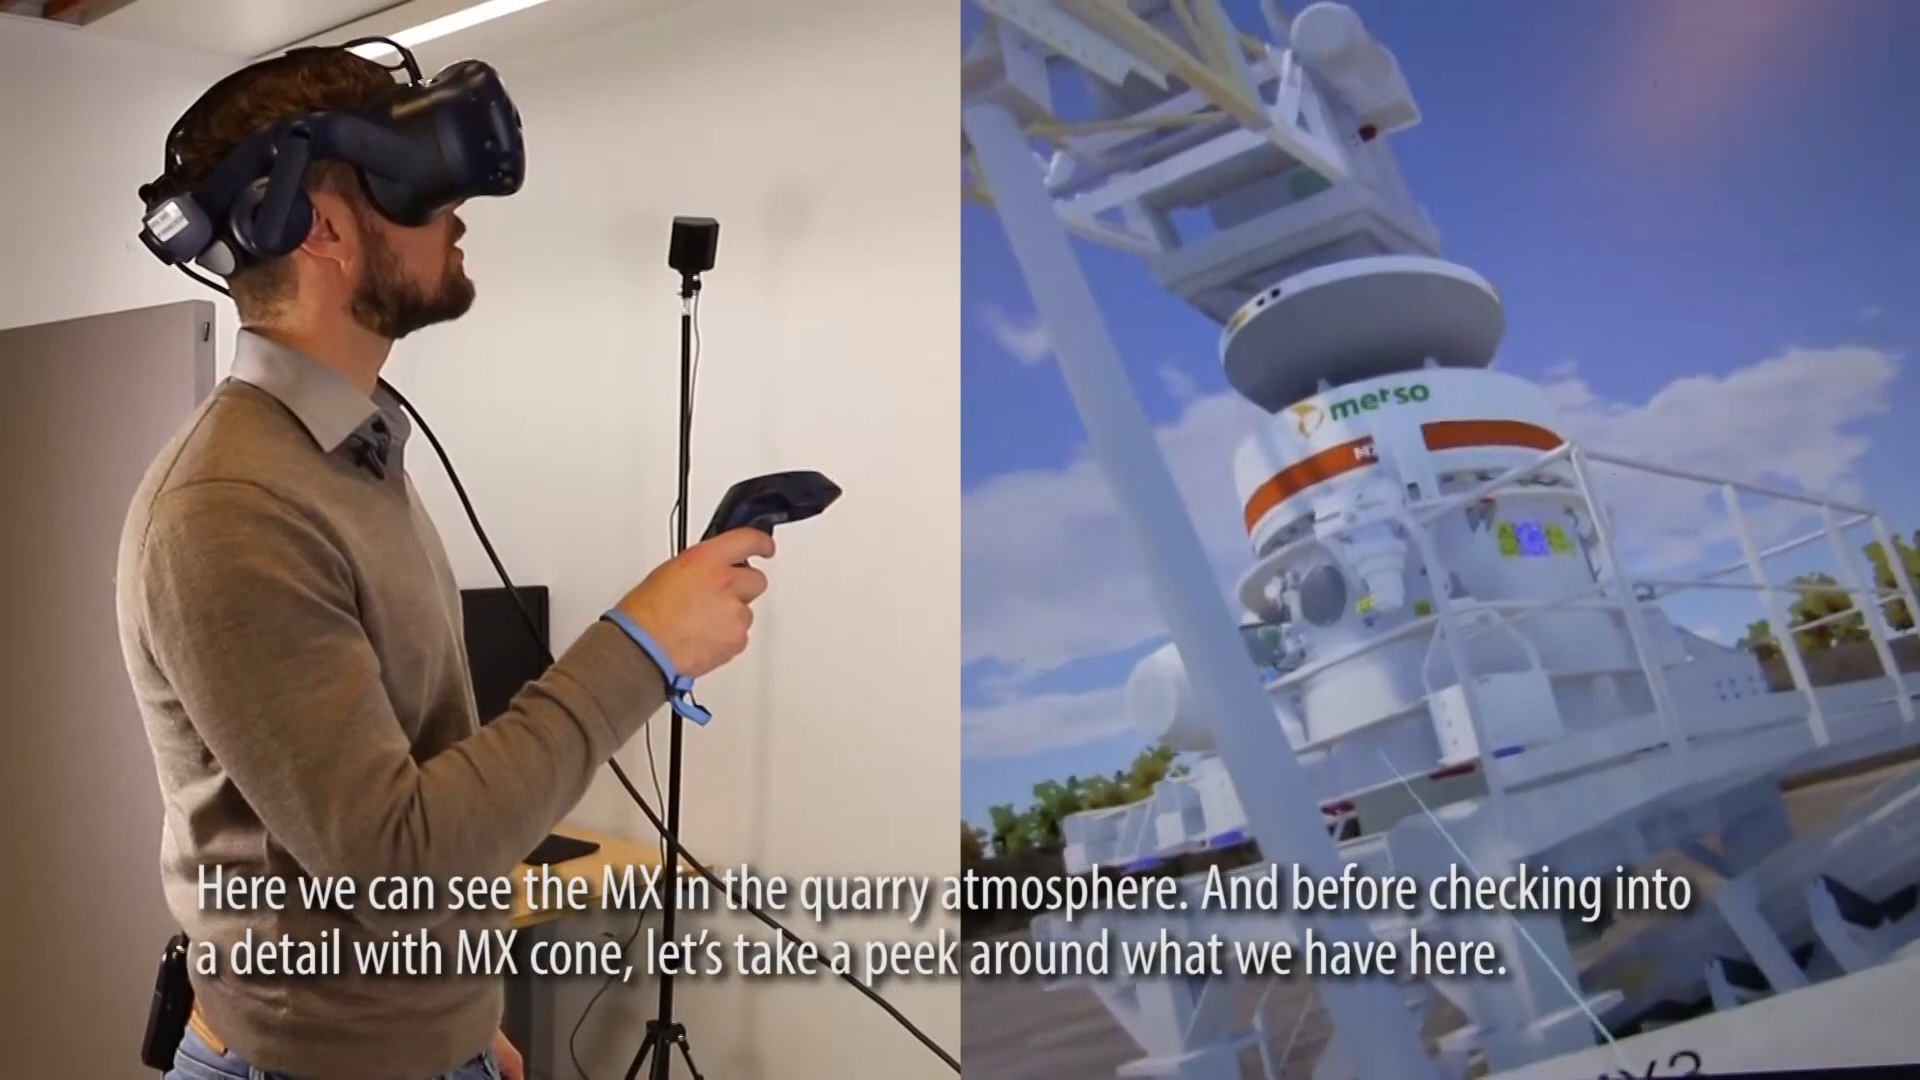 metso
MX
Here we can see the MX in the quarry atmosphere. And before checking into
a detail with MX cone, let's take a peek around what we have here.